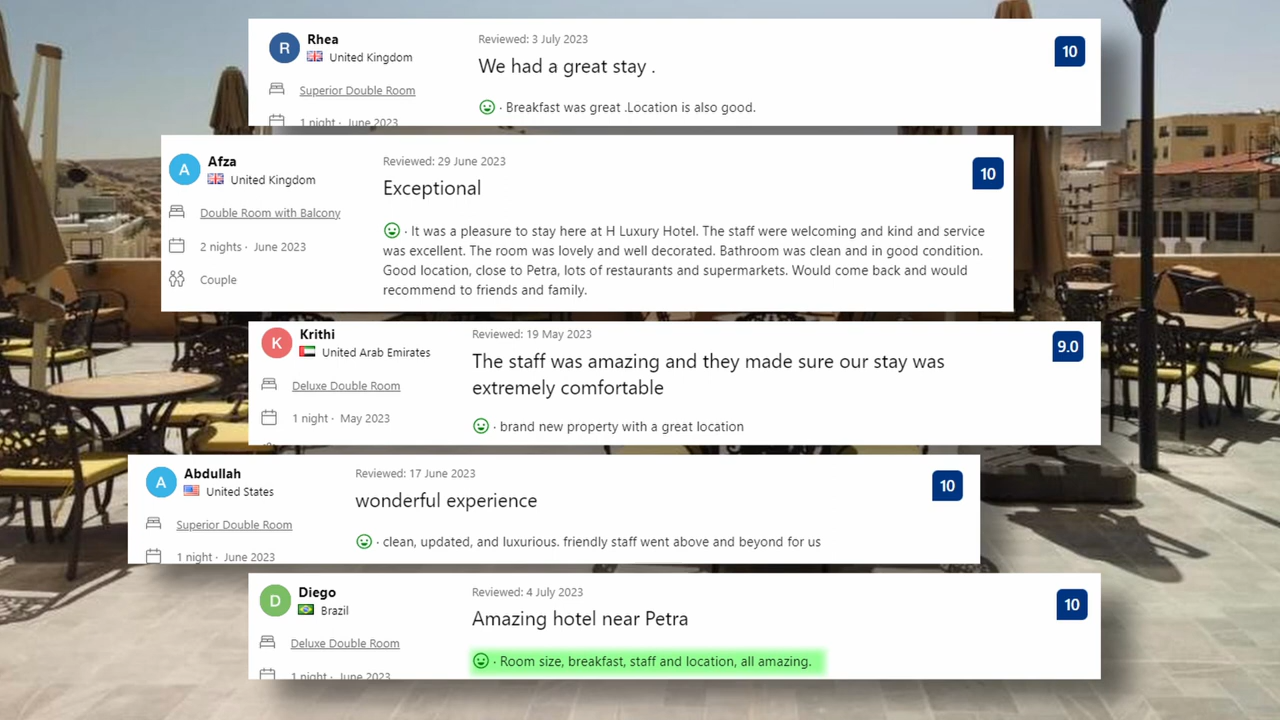 R
Rhea
United Kingdom
Superior Double Room
1 night · June 2023
Reviewed: 3 July 2023
We had a great stay .
· Breakfast was great .Location is also good.
10
A
Afza
United Kingdom
Double Room with Balcony
2 nights · June 2023
Couple
Reviewed: 29 June 2023
Exceptional
· It was a pleasure to stay here at H Luxury Hotel. The staff were welcoming and kind and service
was excellent. The room was lovely and well decorated. Bathroom was clean and in good condition.
Good location, close to Petra, lots of restaurants and supermarkets. Would come back and would
recommend to friends and family.
10
K
Krithi
United Arab Emirates
Deluxe Double Room
1 night · May 2023
Reviewed: 19 May 2023
The staff was amazing and they made sure our stay was
extremely comfortable
· brand new property with a great location
9.0
A
Abdullah
United States
Superior Double Room
1 night · June 2023
Reviewed: 17 June 2023
wonderful experience
· clean, updated, and luxurious. friendly staff went above and beyond for us
10
D
Diego
Brazil
Deluxe Double Room
1 night · June 2023
Reviewed: 4 July 2023
Amazing hotel near Petra
· Room size, breakfast, staff and location, all amazing.
10